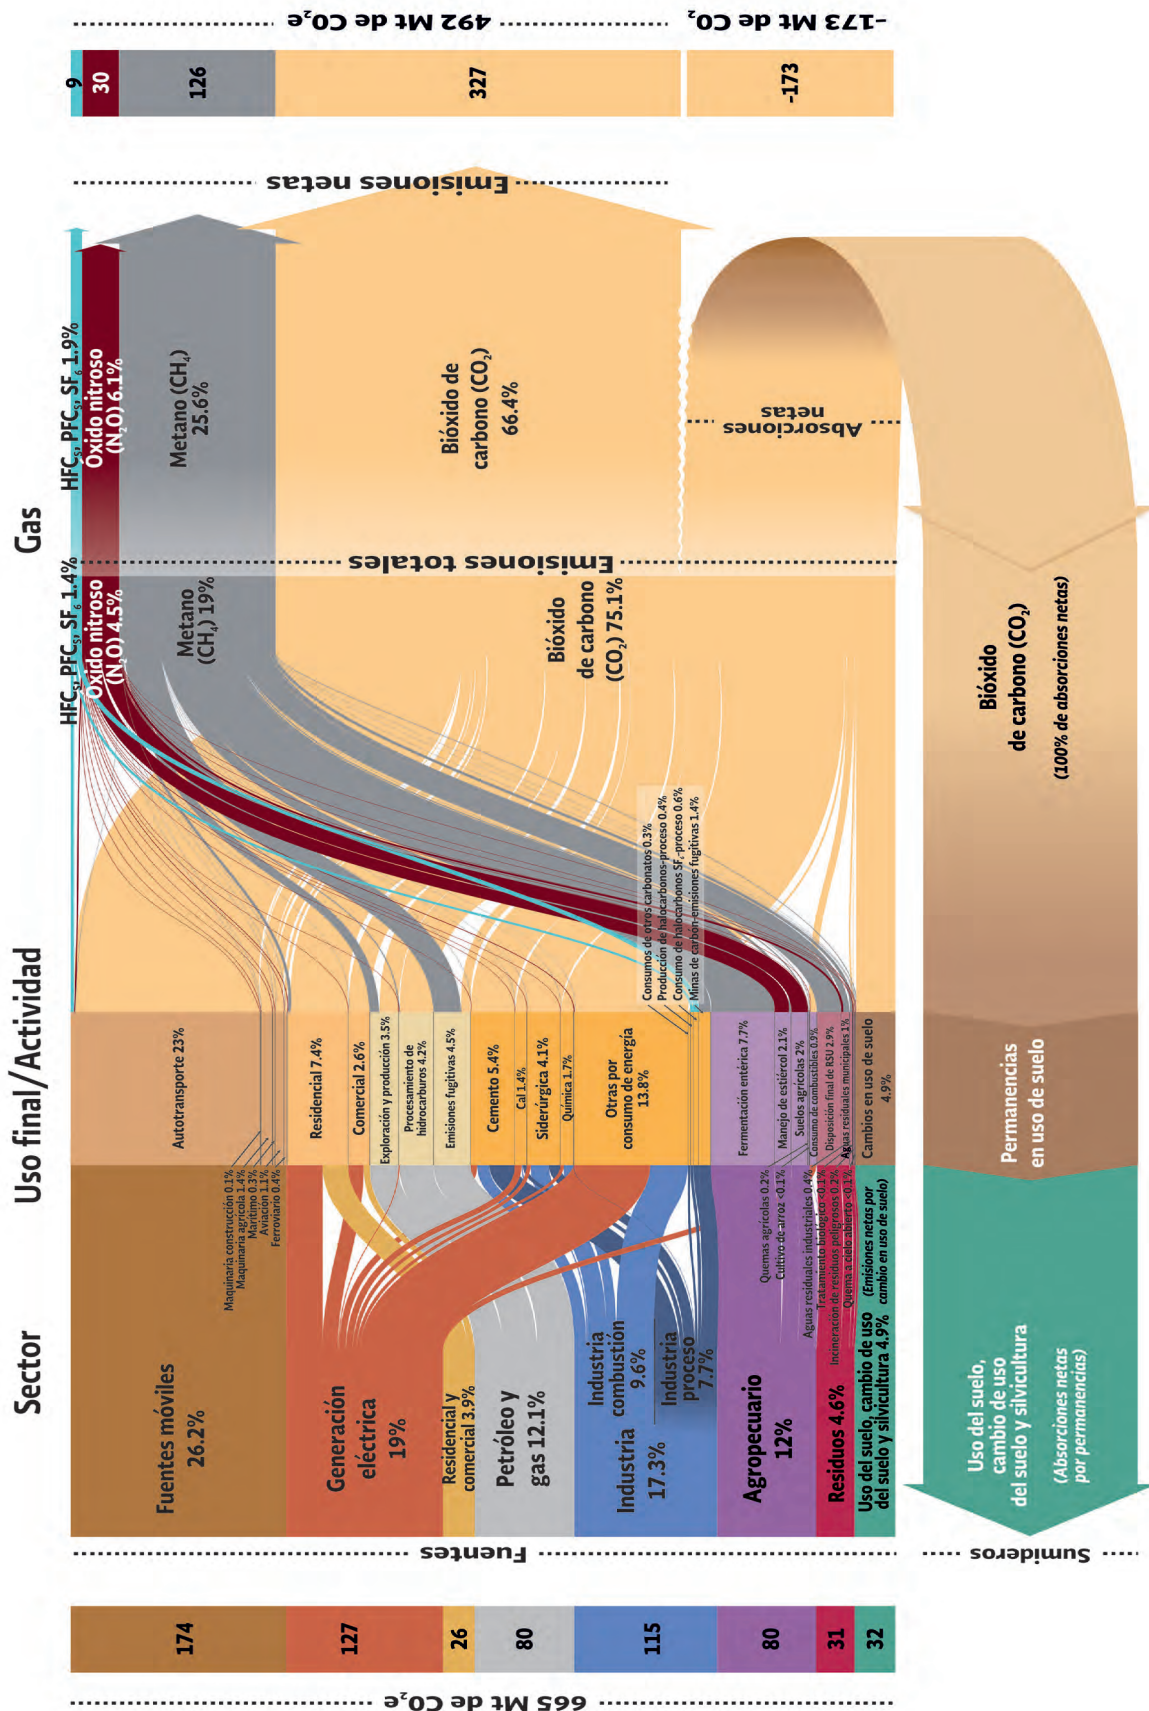 Sector
Uso final/Actividad
Gas
665 Mt de CO₂e
174
127
26
80
115
80
31
32
Fuentes
Sumideros
Fuentes móviles
26.2%
Generación
eléctrica
19%
Residencial y
comercial 3.9%
Petróleo y
gas 12.1%
Industria
17.3%
Industria
combustión
9.6%
Industria
proceso
7.7%
Agropecuario
12%
Residuos 4.6%
Uso del suelo, cambio de uso
del suelo y silvicultura 4.9%
(Emisiones netas por
cambio en uso de suelo)
Uso del suelo,
cambio de uso
del suelo y silvicultura
(Absorciones netas
por permanencias)
Maquinaria construcción 0.1%
Maquinaria agrícola 1.4%
Marítimo 0.3%
Aviación 1.1%
Ferroviario 0.4%
Quemas agrícolas 0.2%
Cultivo de arroz <0.1%
Aguas residuales industriales 0.4%
Tratamiento biológico <0.1%
Incineración de residuos peligrosos 0.2%
Quema a cielo abierto <0.1%
Autotransporte 23%
Residencial 7.4%
Comercial 2.6%
Exploración y producción 3.5%
Procesamiento de
hidrocarburos 4.2%
Emisiones fugitivas 4.5%
Cemento 5.4%
Cal 1.4%
Siderúrgica 4.1%
Química 1.7%
Otras por
consumo de energía
13.8%
Consumos de otros carbonatos 0.3%
Producción de halocarbonos-proceso 0.4%
Consumo de halocarbonos SF₆-proceso 0.6%
Minas de carbón-emisiones fugitivas 1.4%
Fermentación entérica 7.7%
Manejo de estiércol 2.1%
Suelos agrícolas 2%
Consumo de combustibles 0.9%
Disposición final de RSU 2.9%
Aguas residuales municipales 1%
Cambios en uso de suelo
4.9%
Permanencias
en uso de suelo
HFCs, PFCs, SF₆ 1.4%
Óxido nitroso
(N₂O) 4.5%
Metano
(CH₄) 19%
Bióxido
de carbono
(CO₂) 75.1%
Emisiones totales
Bióxido
de carbono (CO₂)
(100% de absorciones netas)
HFCs, PFCs, SF₆ 1.9%
Óxido nitroso
(N₂O) 6.1%
Metano (CH₄)
25.6%
Bióxido de
carbono (CO₂)
66.4%
Absorciones
netas
Emisiones netas
9
30
126
327
-173
492 Mt de CO₂e
-173 Mt de CO₂